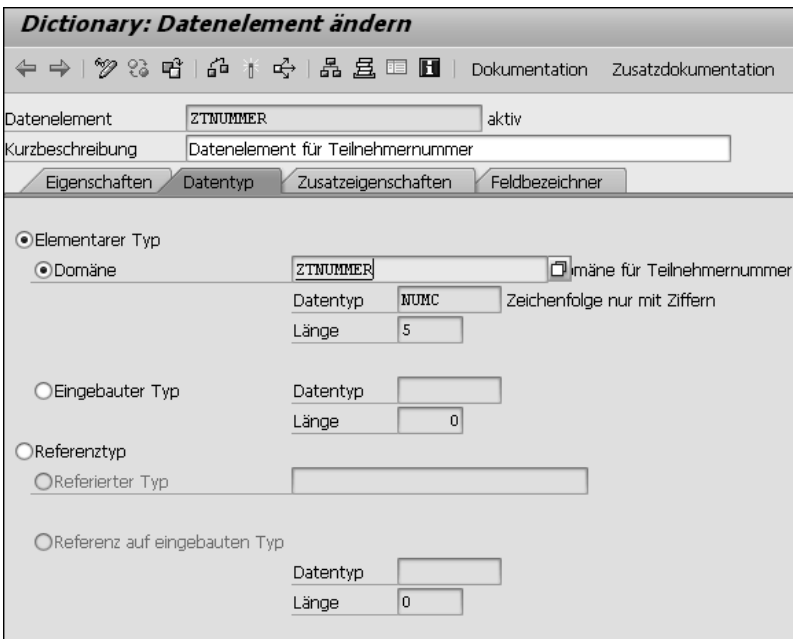 Dictionary: Datenelement ändern
Dokumentation Zusatzdokumentation
Datenelement ZTNUMMER aktiv
Kurzbeschreibung Datenelement für Teilnehmernummer
Eigenschaften Datentyp Zusatzeigenschaften Feldbezeichner
Elementarer Typ
Domäne ZTNUMMER mäne für Teilnehmernummer
Datentyp NUMC Zeichenfolge nur mit Ziffern
Länge 5
Eingebauter Typ Datentyp
Länge 0
Referenztyp
Referierter Typ
Referenz auf eingebauten Typ
Datentyp
Länge 0